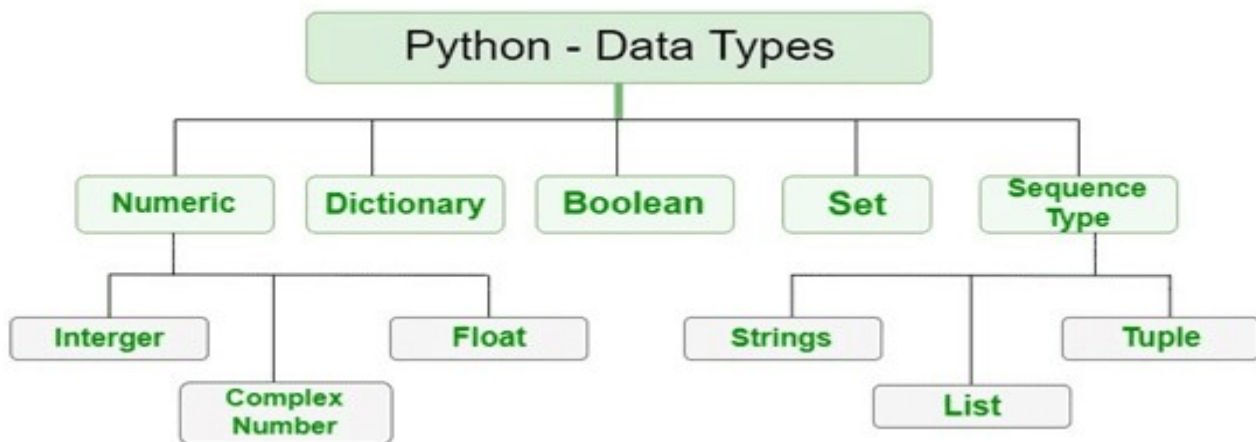 Python - Data Types
Numeric
Dictionary
Boolean
Set
Sequence
Type
Interger
Float
Strings
Tuple
Complex
Number
List